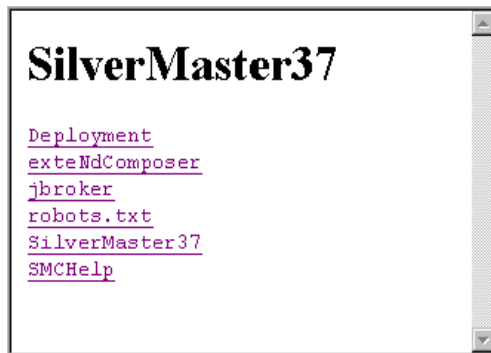 SilverMaster37
Deployment
exteNdComposer
jbroker
robots.txt
SilverMaster37
SMCHelp